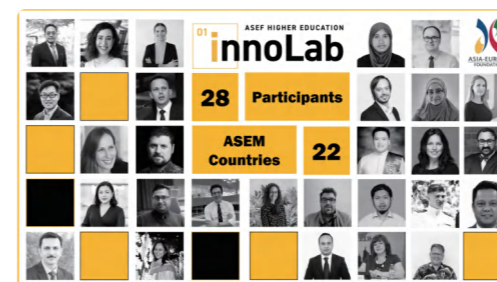 01
ASEF HIGHER EDUCATION
innoLab
28
Participants
ASEM
Countries
22
ASIA-EUROPE
FOUNDATION